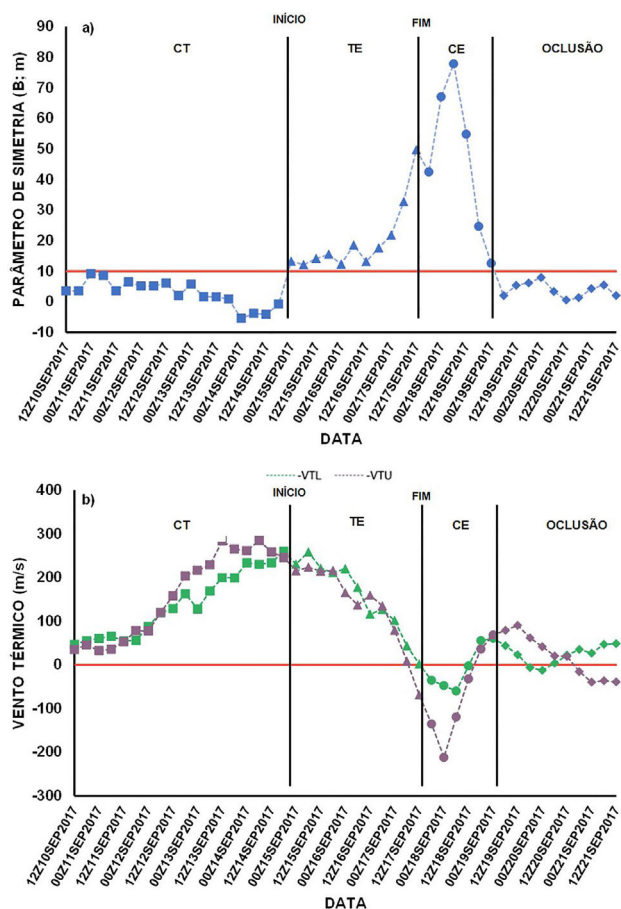 a)
INÍCIO
FIM
CT
TE
CE
OCLUSÃO
PARÂMETRO DE SIMETRIA (B; m)
90
80
70
60
50
40
30
20
10
0
-10
12Z10SEP2017
00Z11SEP2017
12Z11SEP2017
00Z12SEP2017
12Z12SEP2017
00Z13SEP2017
12Z13SEP2017
00Z14SEP2017
12Z14SEP2017
00Z15SEP2017
12Z15SEP2017
00Z16SEP2017
12Z16SEP2017
00Z17SEP2017
12Z17SEP2017
00Z18SEP2017
12Z18SEP2017
00Z19SEP2017
12Z19SEP2017
00Z20SEP2017
12Z20SEP2017
00Z21SEP2017
12Z21SEP2017
DATA
-VTL -VTU
b)
INÍCIO
FIM
CT
TE
CE
OCLUSÃO
VENTO TÉRMICO (m/s)
400
300
200
100
0
-100
-200
-300
12Z10SEP2017
00Z11SEP2017
12Z11SEP2017
00Z12SEP2017
12Z12SEP2017
00Z13SEP2017
12Z13SEP2017
00Z14SEP2017
12Z14SEP2017
00Z15SEP2017
12Z15SEP2017
00Z16SEP2017
12Z16SEP2017
00Z17SEP2017
12Z17SEP2017
00Z18SEP2017
12Z18SEP2017
00Z19SEP2017
12Z19SEP2017
00Z20SEP2017
12Z20SEP2017
00Z21SEP2017
12Z21SEP2017
DATA